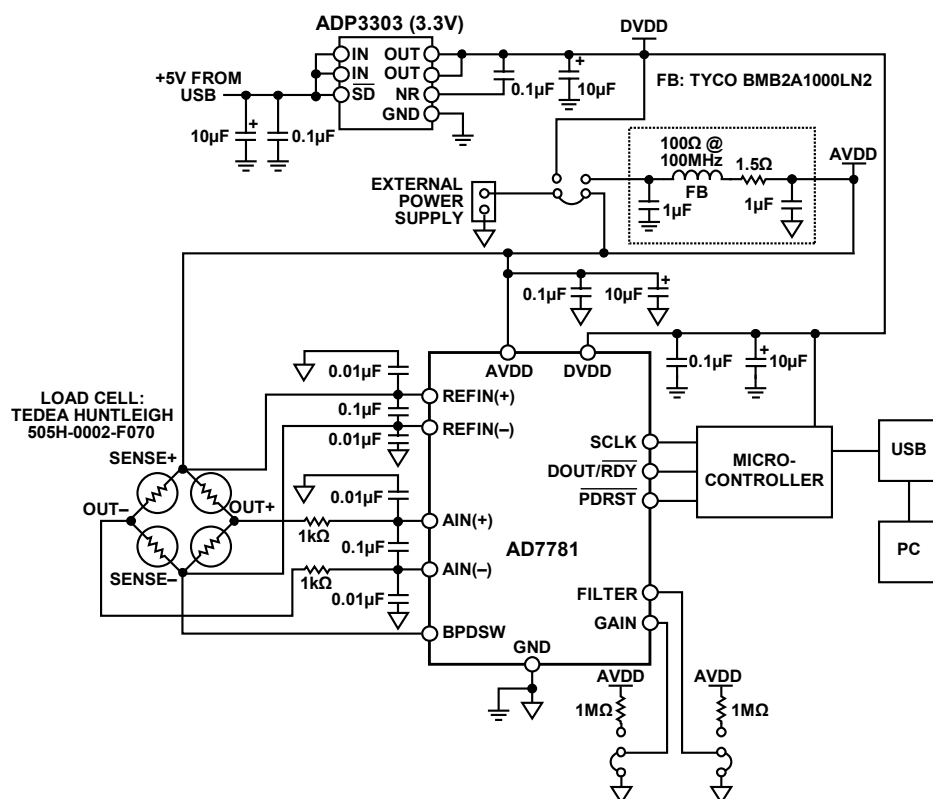 ADP3303 (3.3V)
IN
IN
SD
OUT
OUT
NR
GND
+5V FROM
USB
10µF
+
0.1µF
0.1µF
+
10µF
DVDD
FB: TYCO BMB2A1000LN2
100Ω @
100MHz
FB
1.5Ω
AVDD
1µF
1µF
EXTERNAL
POWER
SUPPLY
0.1µF
10µF
+
0.1µF
+
10µF
AVDD
DVDD
0.01µF
0.1µF
0.01µF
REFIN(+)
REFIN(–)
LOAD CELL:
TEDEA HUNTLEIGH
505H-0002-F070
SENSE+
OUT–
OUT+
SENSE–
0.01µF
1kΩ
0.1µF
1kΩ
0.01µF
AIN(+)
AIN(–)
BPDSW
AD7781
GND
SCLK
DOUT/RDY
PDRST
FILTER
GAIN
MICRO-
CONTROLLER
USB
PC
AVDD
1MΩ
AVDD
1MΩ